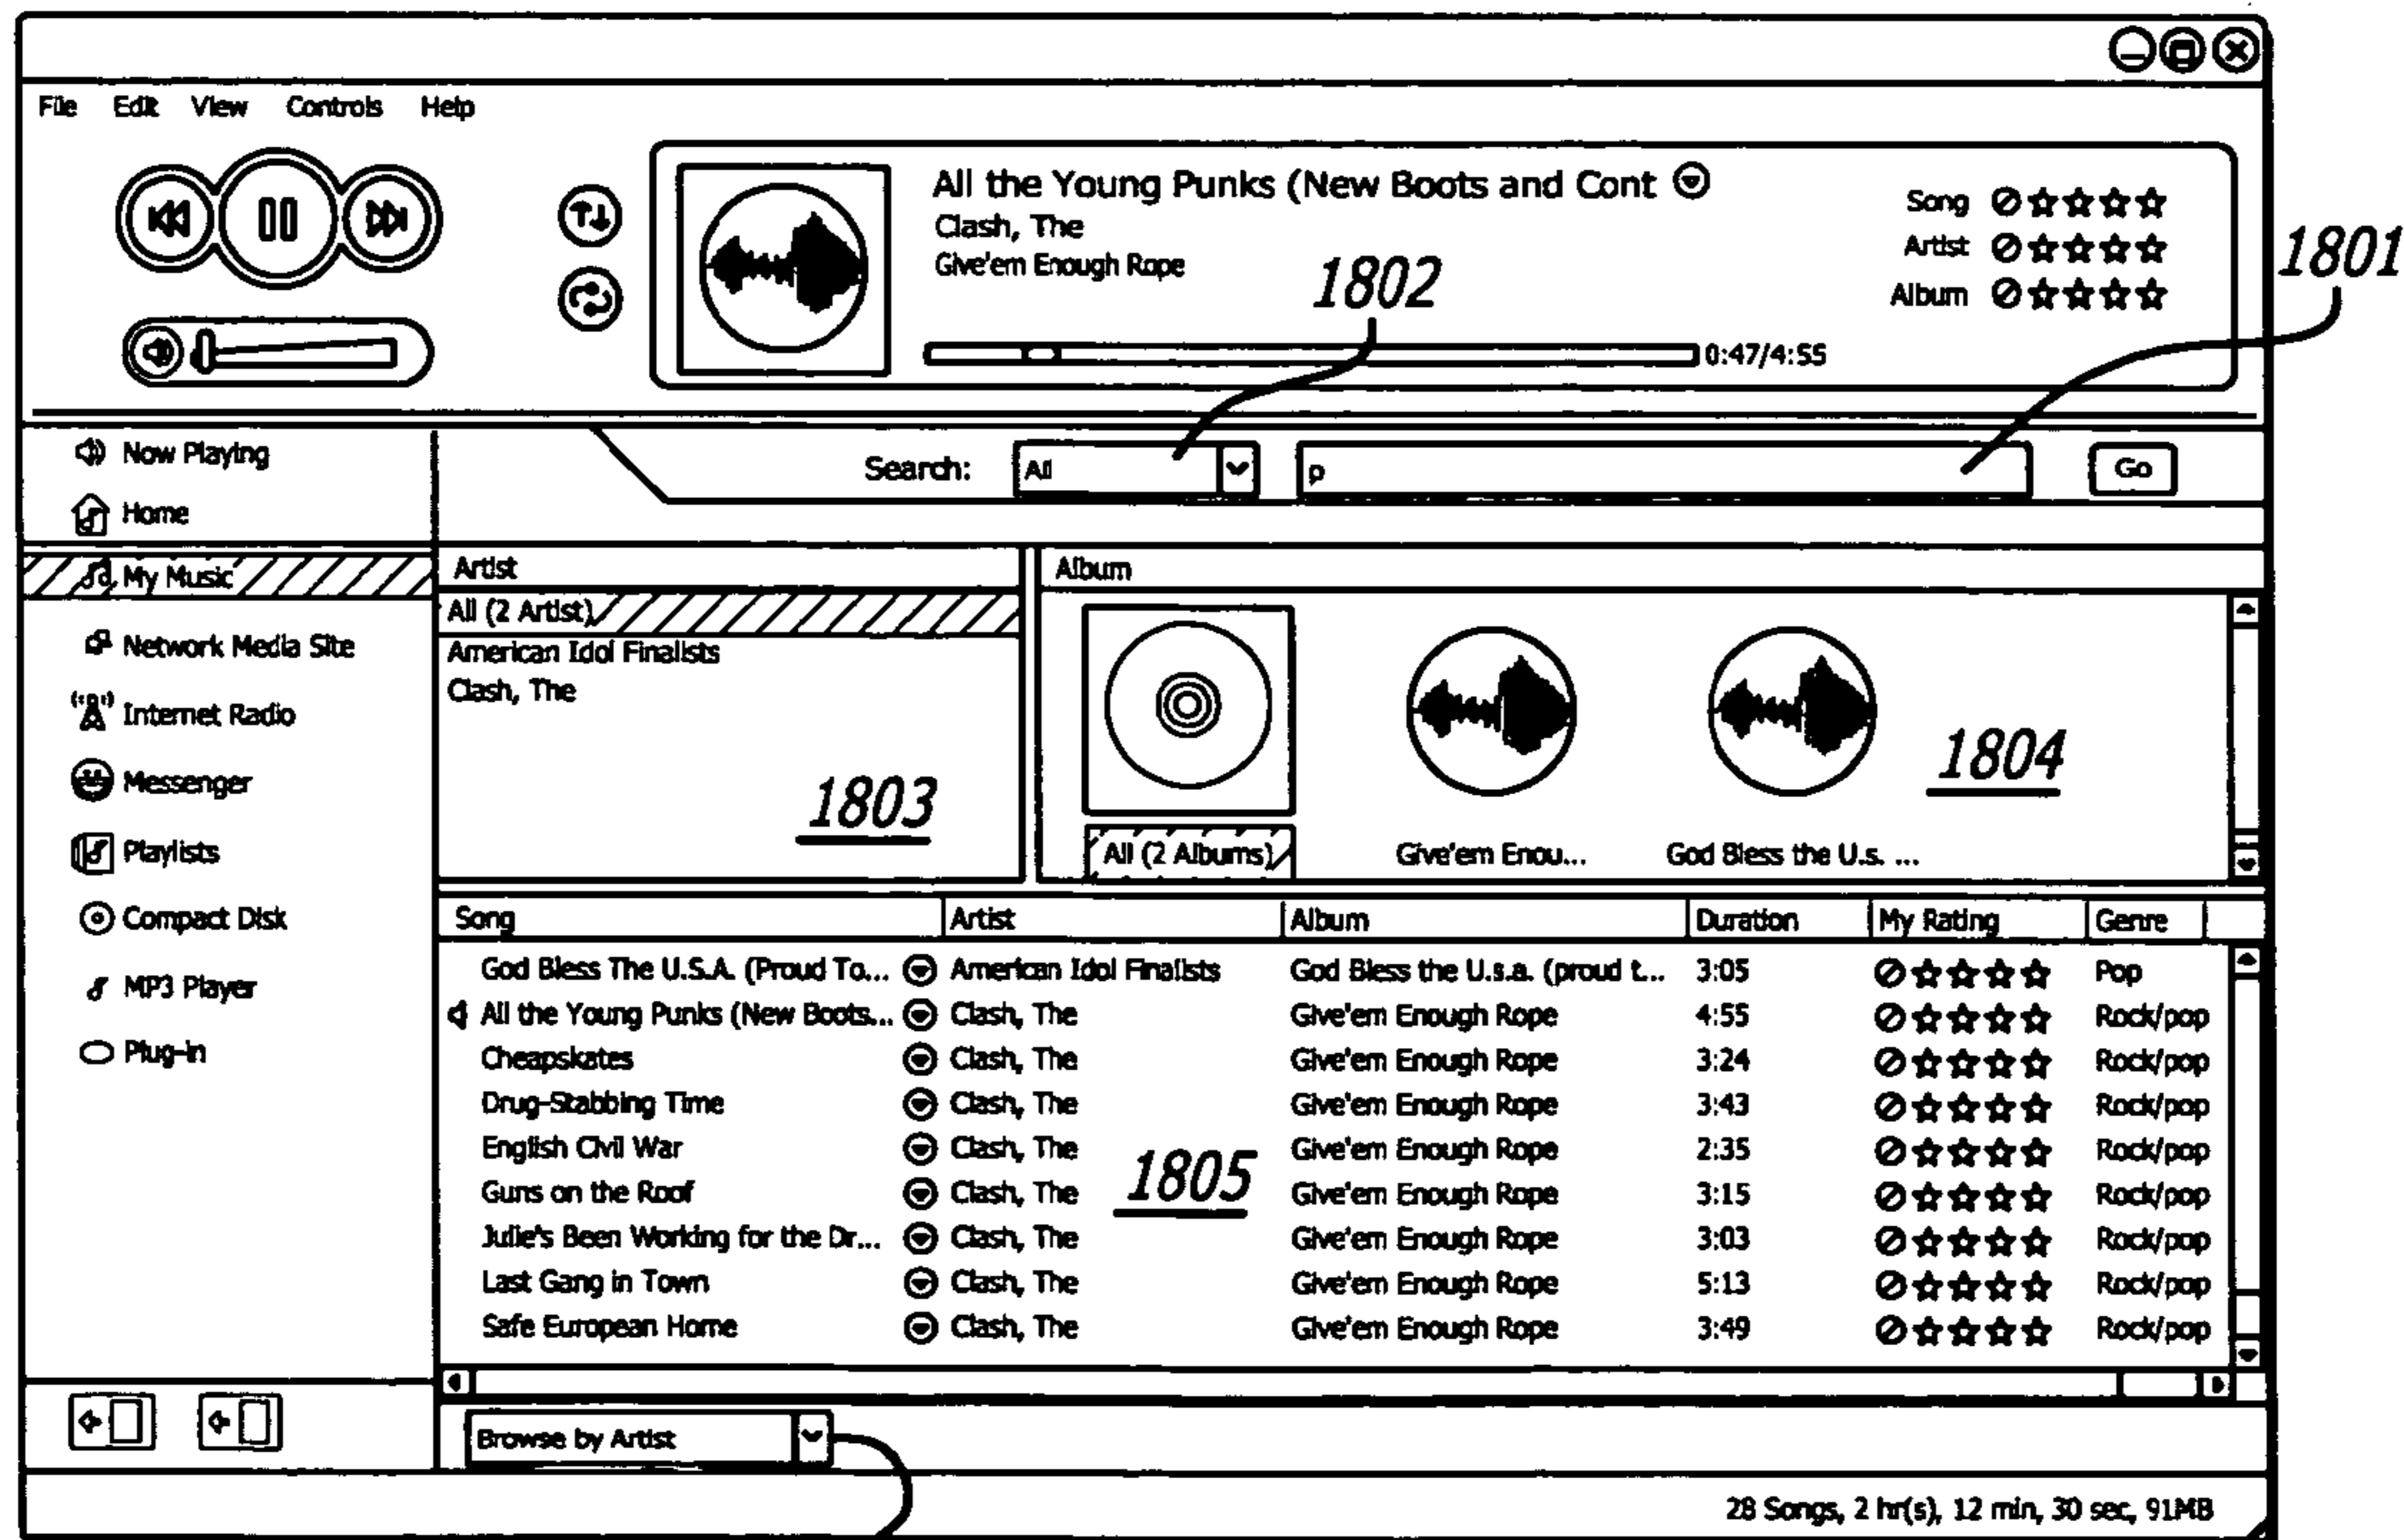 File Edit View Controls Help
All the Young Punks (New Boots and Cont
Clash, The
Give'em Enough Rope
Song
Artist
Album
1802
1801
0:47/4:55
Now Playing
Home
My Music
Network Media Site
Internet Radio
Messenger
Playlists
Compact Disk
MP3 Player
Plug-in
Search: All p Go
Artist
All (2 Artist)
American Idol Finalists
Clash, The
1803
Album
1804
All (2 Albums) Give'em Enou... God Bless the U.s. ...
Song Artist Album Duration My Rating Genre
God Bless The U.S.A. (Proud To... American Idol Finalists God Bless the U.s.a. (proud t... 3:05 Pop
All the Young Punks (New Boots... Clash, The Give'em Enough Rope 4:55 Rock/pop
Cheapskates Clash, The Give'em Enough Rope 3:24 Rock/pop
Drug-Stabbing Time Clash, The Give'em Enough Rope 3:43 Rock/pop
English Civil War Clash, The Give'em Enough Rope 2:35 Rock/pop
Guns on the Roof Clash, The Give'em Enough Rope 3:15 Rock/pop
Julie's Been Working for the Dr... Clash, The Give'em Enough Rope 3:03 Rock/pop
Last Gang in Town Clash, The Give'em Enough Rope 5:13 Rock/pop
Safe European Home Clash, The Give'em Enough Rope 3:49 Rock/pop
1805
Browse by Artist
28 Songs, 2 hr(s), 12 min, 30 sec, 91MB